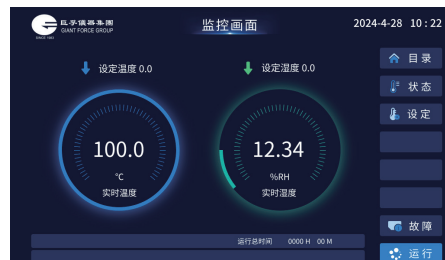 巨孚儀器集團
GIANT FORCE GROUP
SINCE 1982
监控画面
2024-4-28 10:22
设定温度 0.0
设定湿度 0.0
目录
状态
设定
100.0
℃
实时温度
12.34
%RH
实时湿度
运行总时间 0000 H 00 M
故障
运行